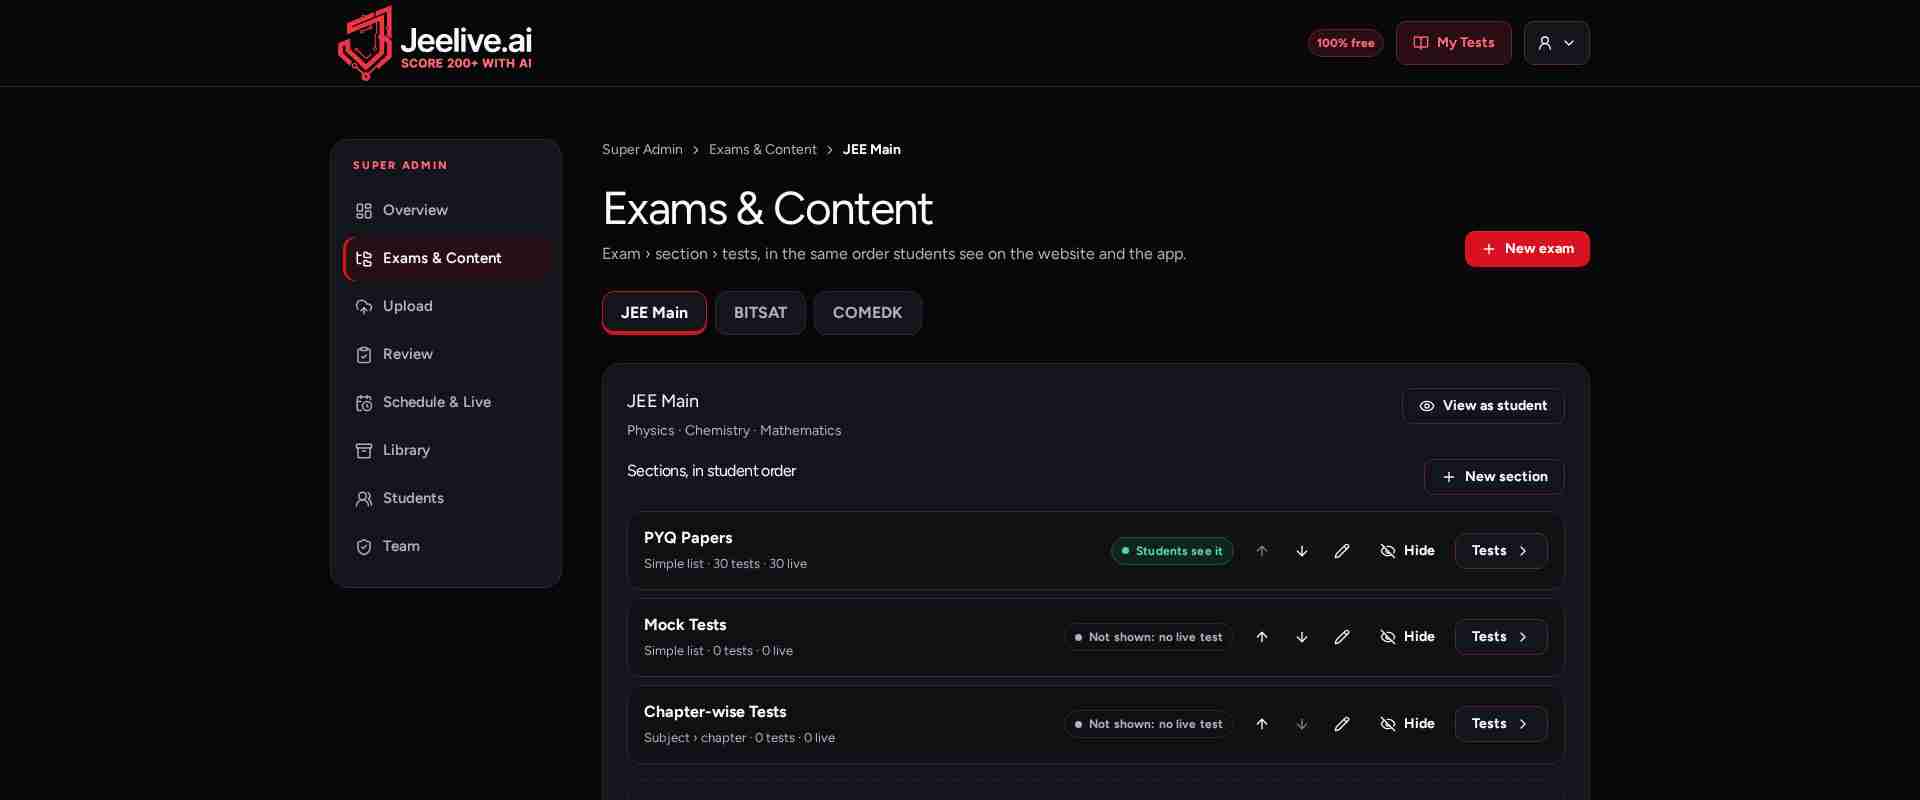 Jeelive.ai
SCORE 200+ WITH AI
100% free
My Tests
SUPER ADMIN
Overview
Exams & Content
Upload
Review
Schedule & Live
Library
Students
Team
Super Admin > Exams & Content > JEE Main
Exams & Content
Exam › section › tests, in the same order students see on the website and the app.
New exam
JEE Main
BITSAT
COMEDK
JEE Main
Physics · Chemistry · Mathematics
View as student
Sections, in student order
New section
PYQ Papers
Simple list · 30 tests · 30 live
Students see it
Hide
Tests
Mock Tests
Simple list · 0 tests · 0 live
Not shown: no live test
Hide
Tests
Chapter-wise Tests
Subject › chapter · 0 tests · 0 live
Not shown: no live test
Hide
Tests